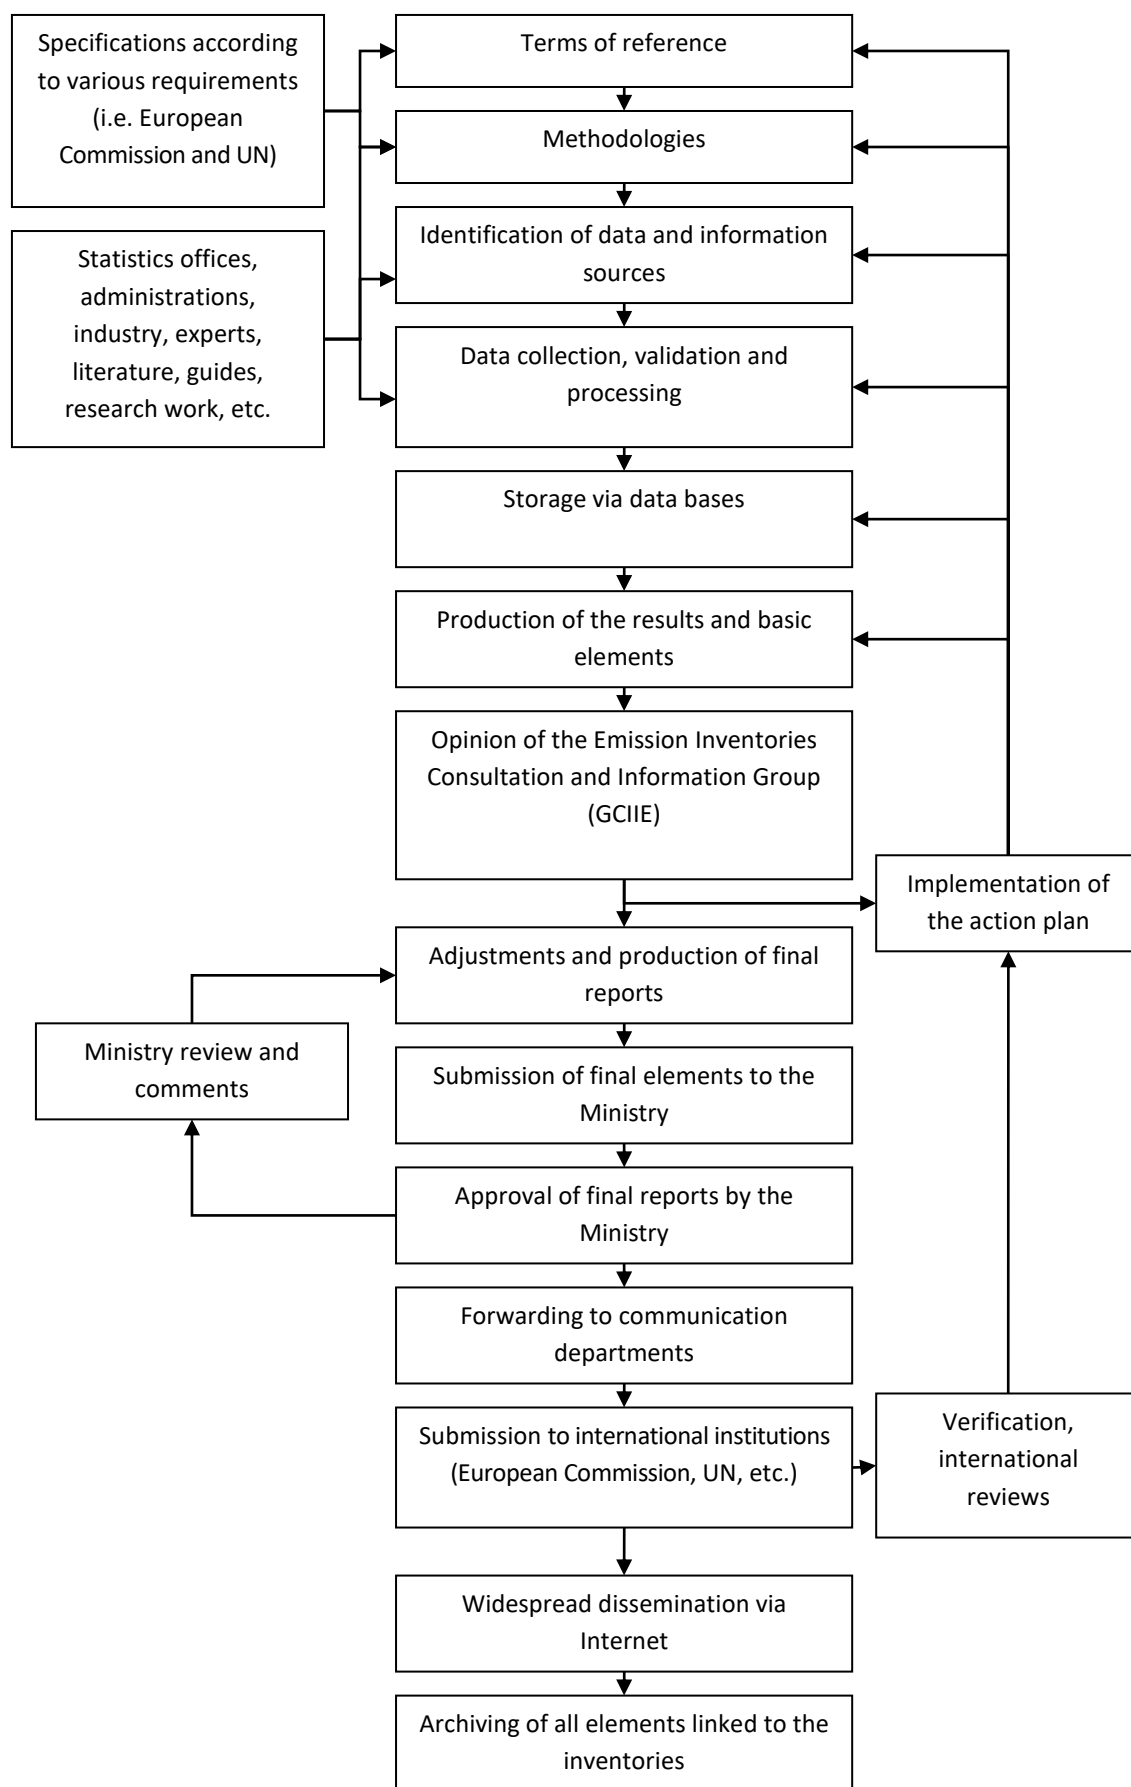 Specifications according
to various requirements
(i.e. European
Commission and UN)
Terms of reference
Methodologies
Statistics offices,
administrations,
industry, experts,
literature, guides,
research work, etc.
Identification of data and information
sources
Data collection, validation and
processing
Storage via data bases
Production of the results and basic
elements
Opinion of the Emission Inventories
Consultation and Information Group
(GCIIE)
Implementation of
the action plan
Adjustments and production of final
reports
Ministry review and
comments
Submission of final elements to the
Ministry
Approval of final reports by the
Ministry
Forwarding to communication
departments
Submission to international institutions
(European Commission, UN, etc.)
Verification,
international
reviews
Widespread dissemination via
Internet
Archiving of all elements linked to the
inventories